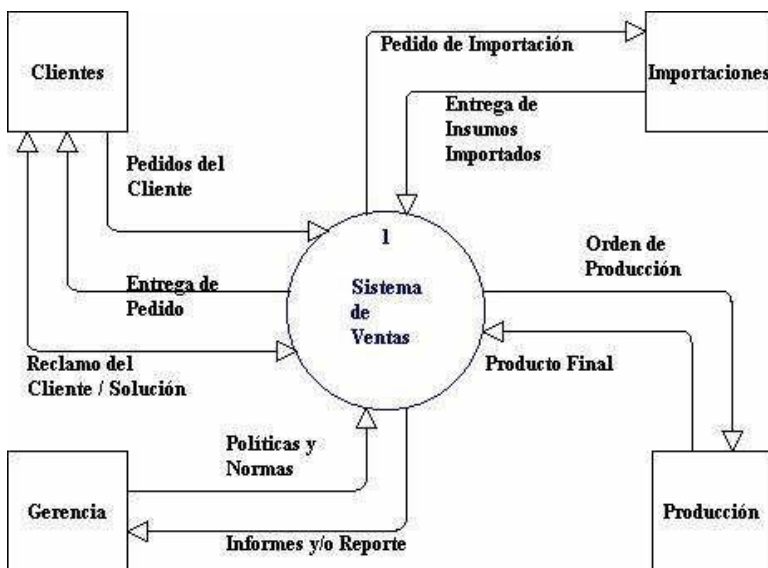 Clientes
Pedido de Importación
Importaciones
Entrega de
Insumos
Importados
Pedidos del
Cliente
1
Sistema
de
Ventas
Orden de
Producción
Entrega de
Pedido
Reclamo del
Cliente / Solución
Producto Final
Políticas y
Normas
Gerencia
Informes y/o Reporte
Producción